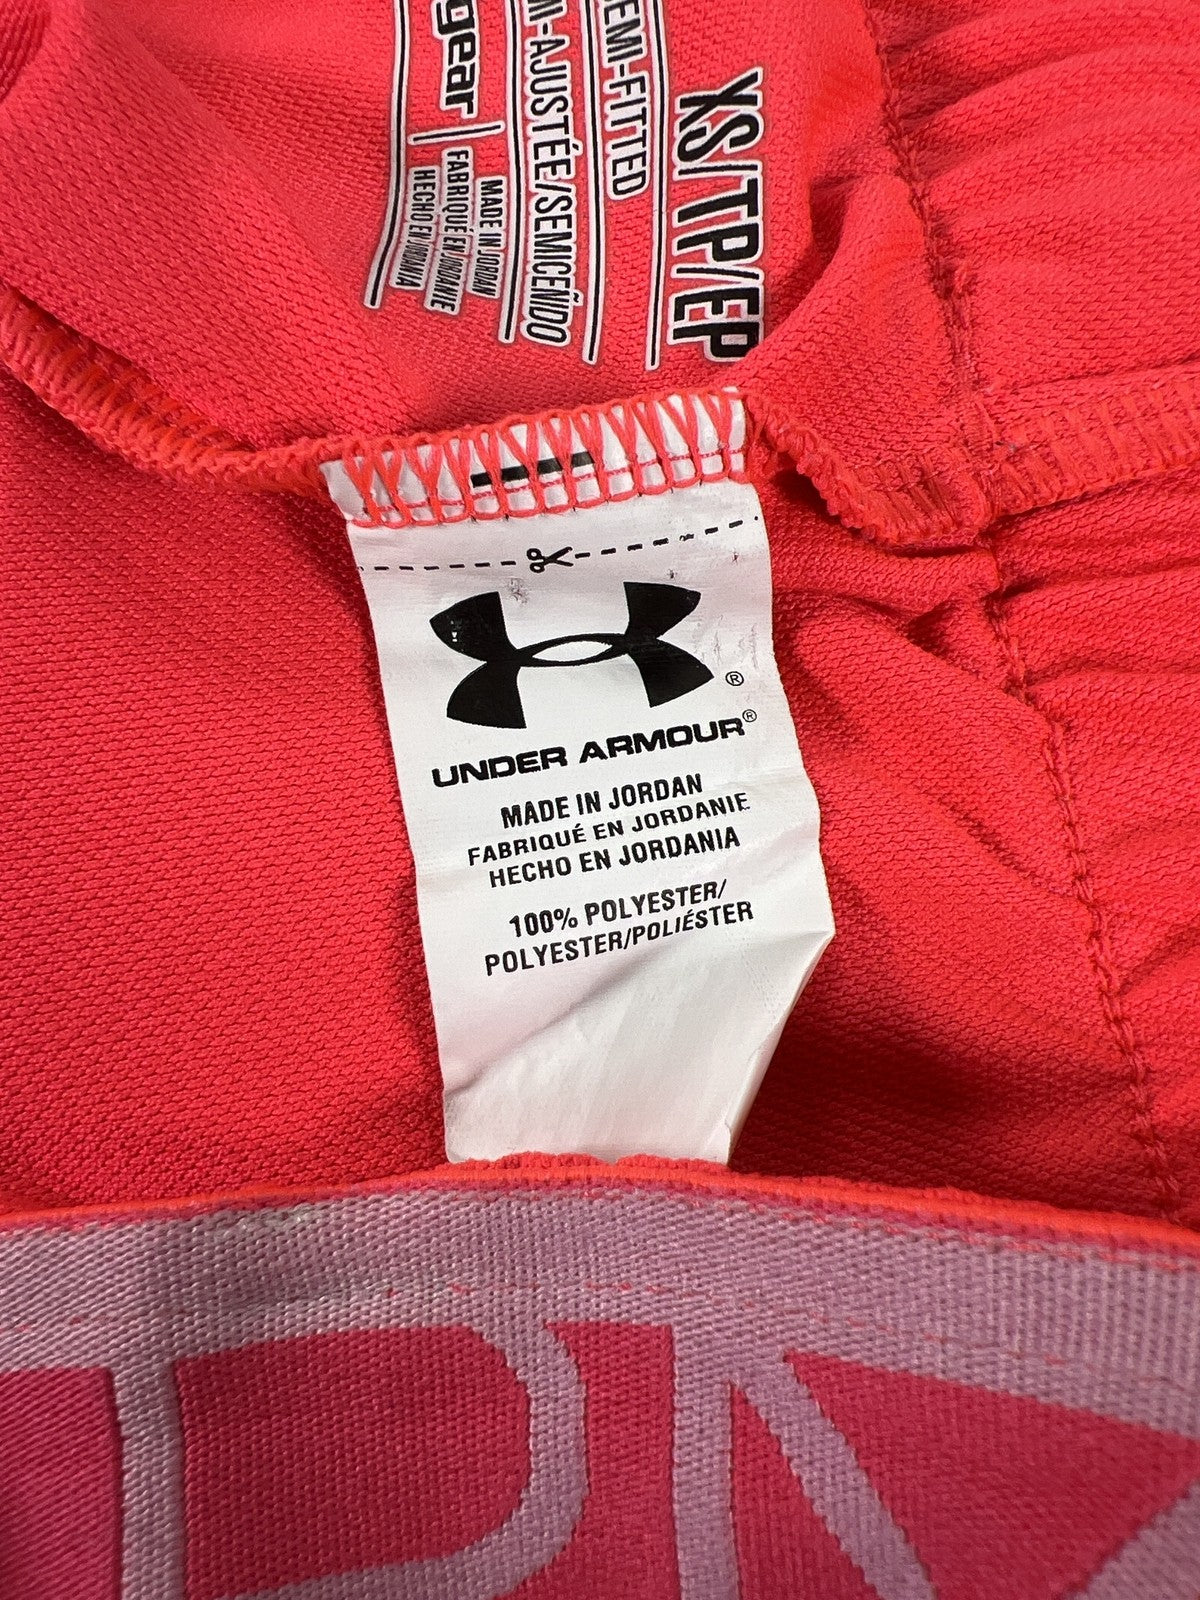 XS/TP/EP
SEMI-FITTED
M-AJUSTÉE/SEMICEÑIDO
gear
MADE IN JORDAN
FABRIQUÉ EN JORDANIE
HECHO EN JORDANIA
UNDER ARMOUR®
MADE IN JORDAN
FABRIQUÉ EN JORDANIE
HECHO EN JORDANIA
100% POLYESTER/
POLYESTER/POLIÉSTER